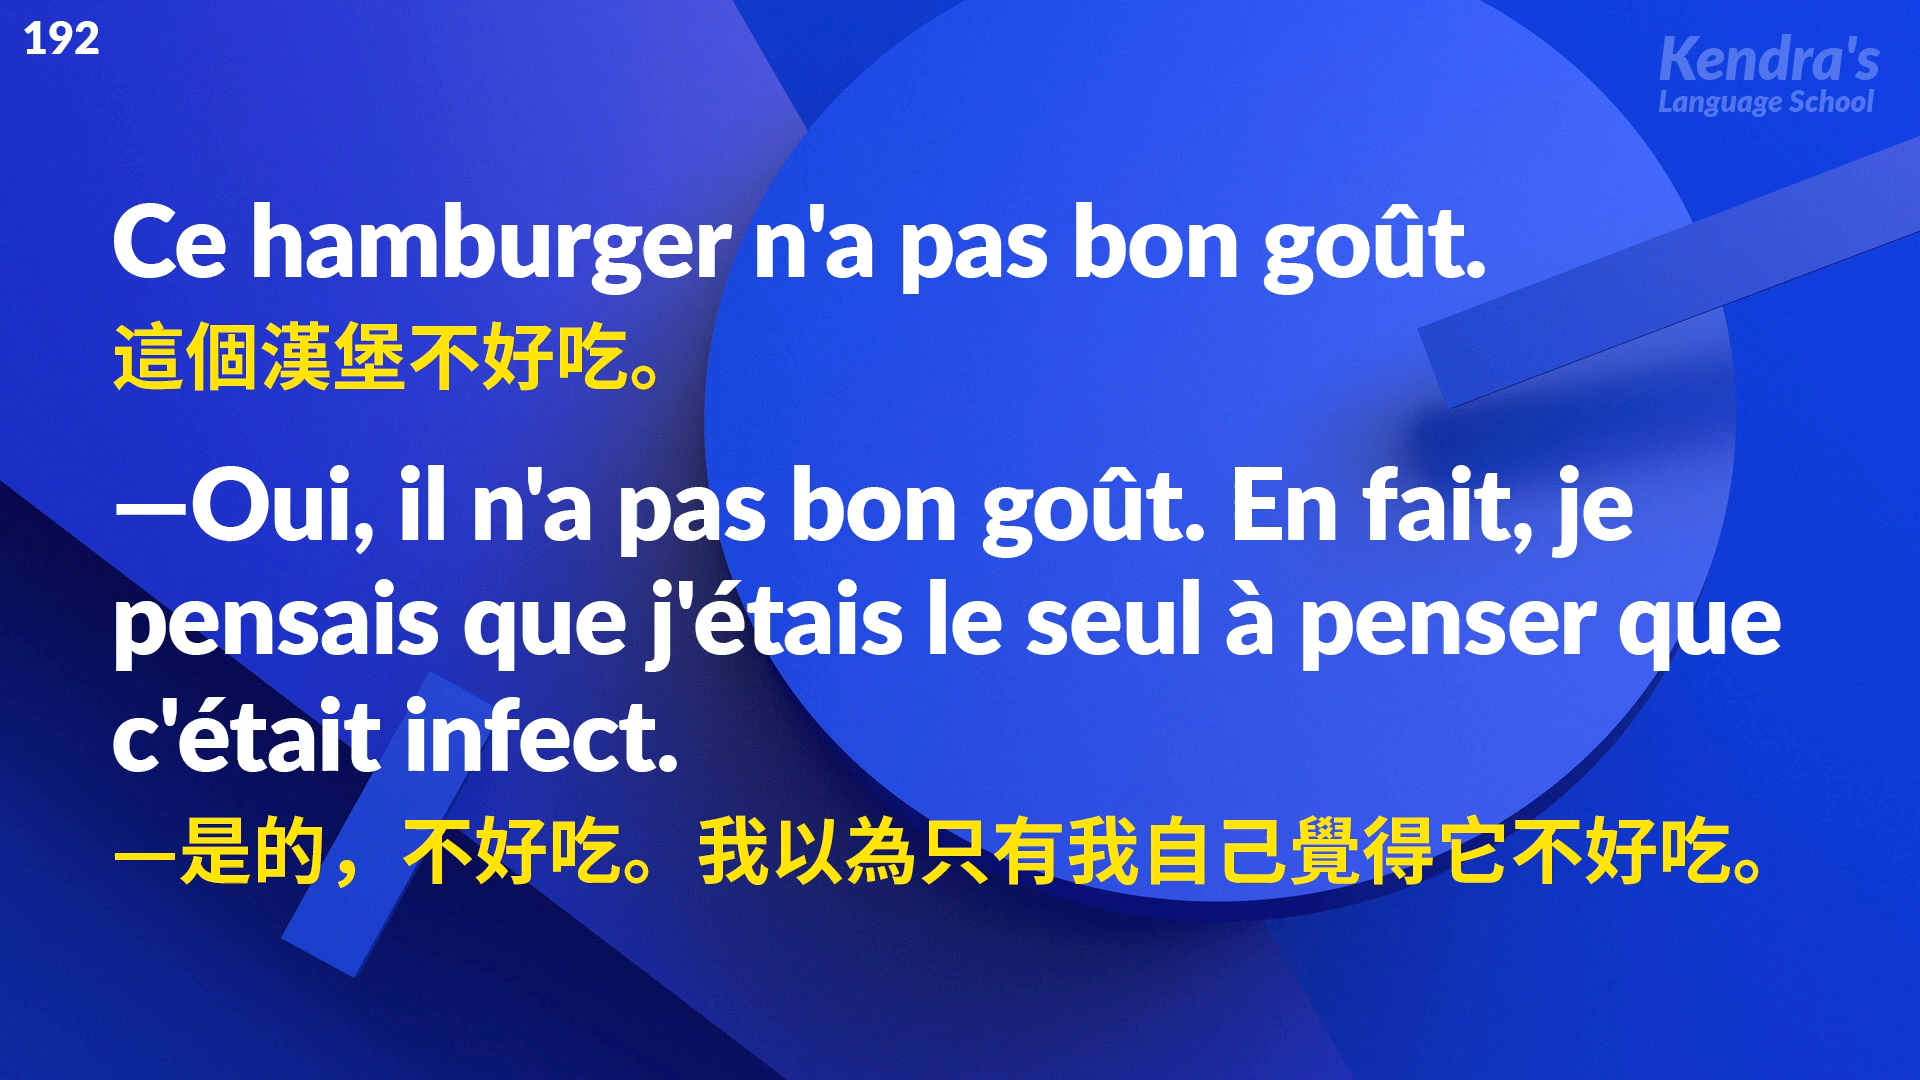 192
Kendra's
Language School
Ce hamburger n'a pas bon goût.
這個漢堡不好吃。
—Oui, il n'a pas bon goût. En fait, je
pensais que j'étais le seul à penser que
c'était infect.
—是的，不好吃。我以為只有我自己覺得它不好吃。